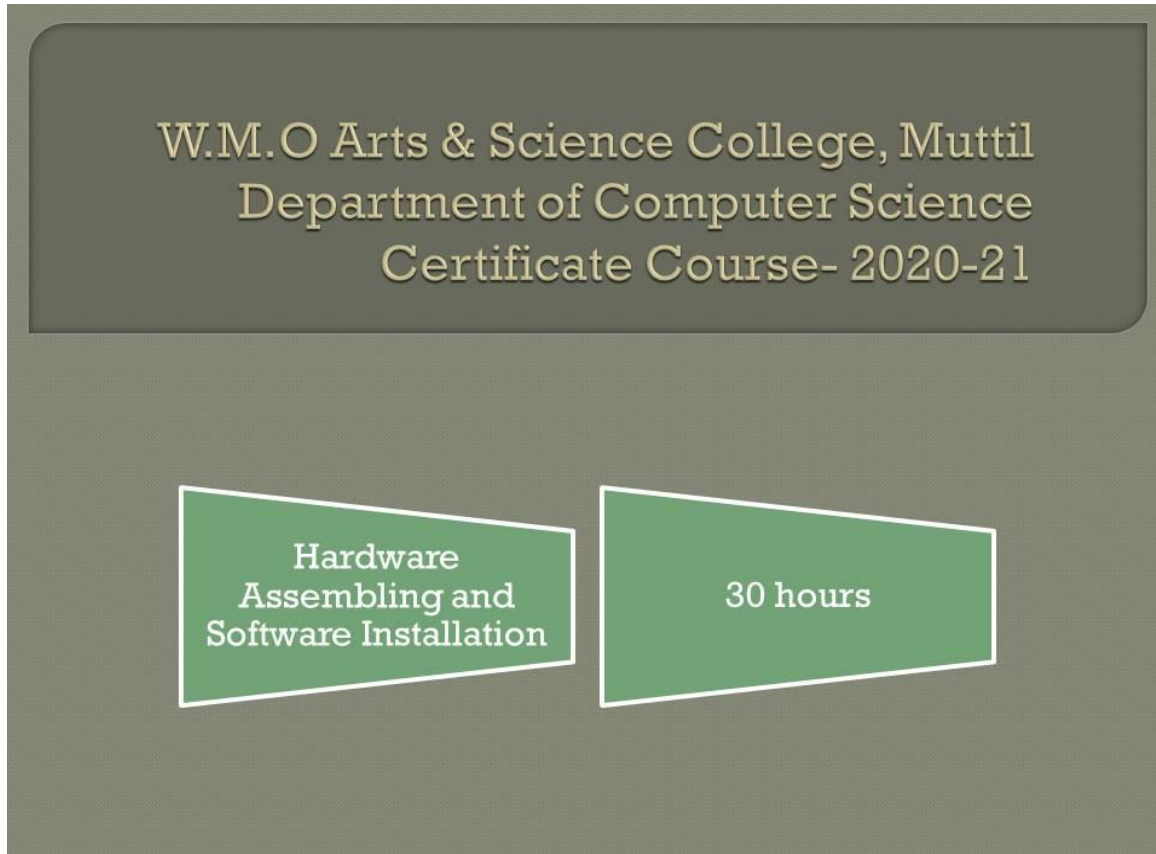 W.M.O Arts & Science College, Muttil
Department of Computer Science
Certificate Course- 2020-21
Hardware
Assembling and
Software Installation
30 hours